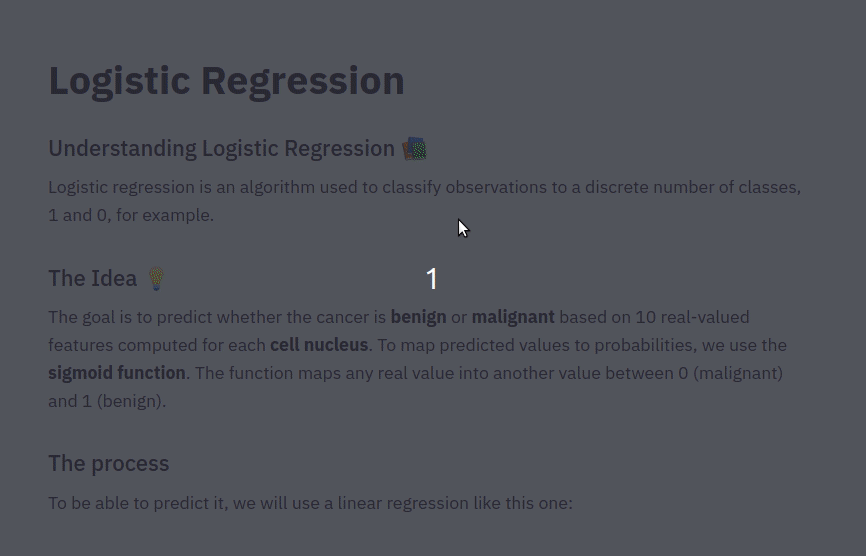 Logistic Regression
Understanding Logistic Regression
Logistic regression is an algorithm used to classify observations to a discrete number of classes,
1 and 0, for example.
The Idea
1
The goal is to predict whether the cancer is benign or malignant based on 10 real-valued
features computed for each cell nucleus. To map predicted values to probabilities, we use the
sigmoid function. The function maps any real value into another value between 0 (malignant)
and 1 (benign).
The process
To be able to predict it, we will use a linear regression like this one: